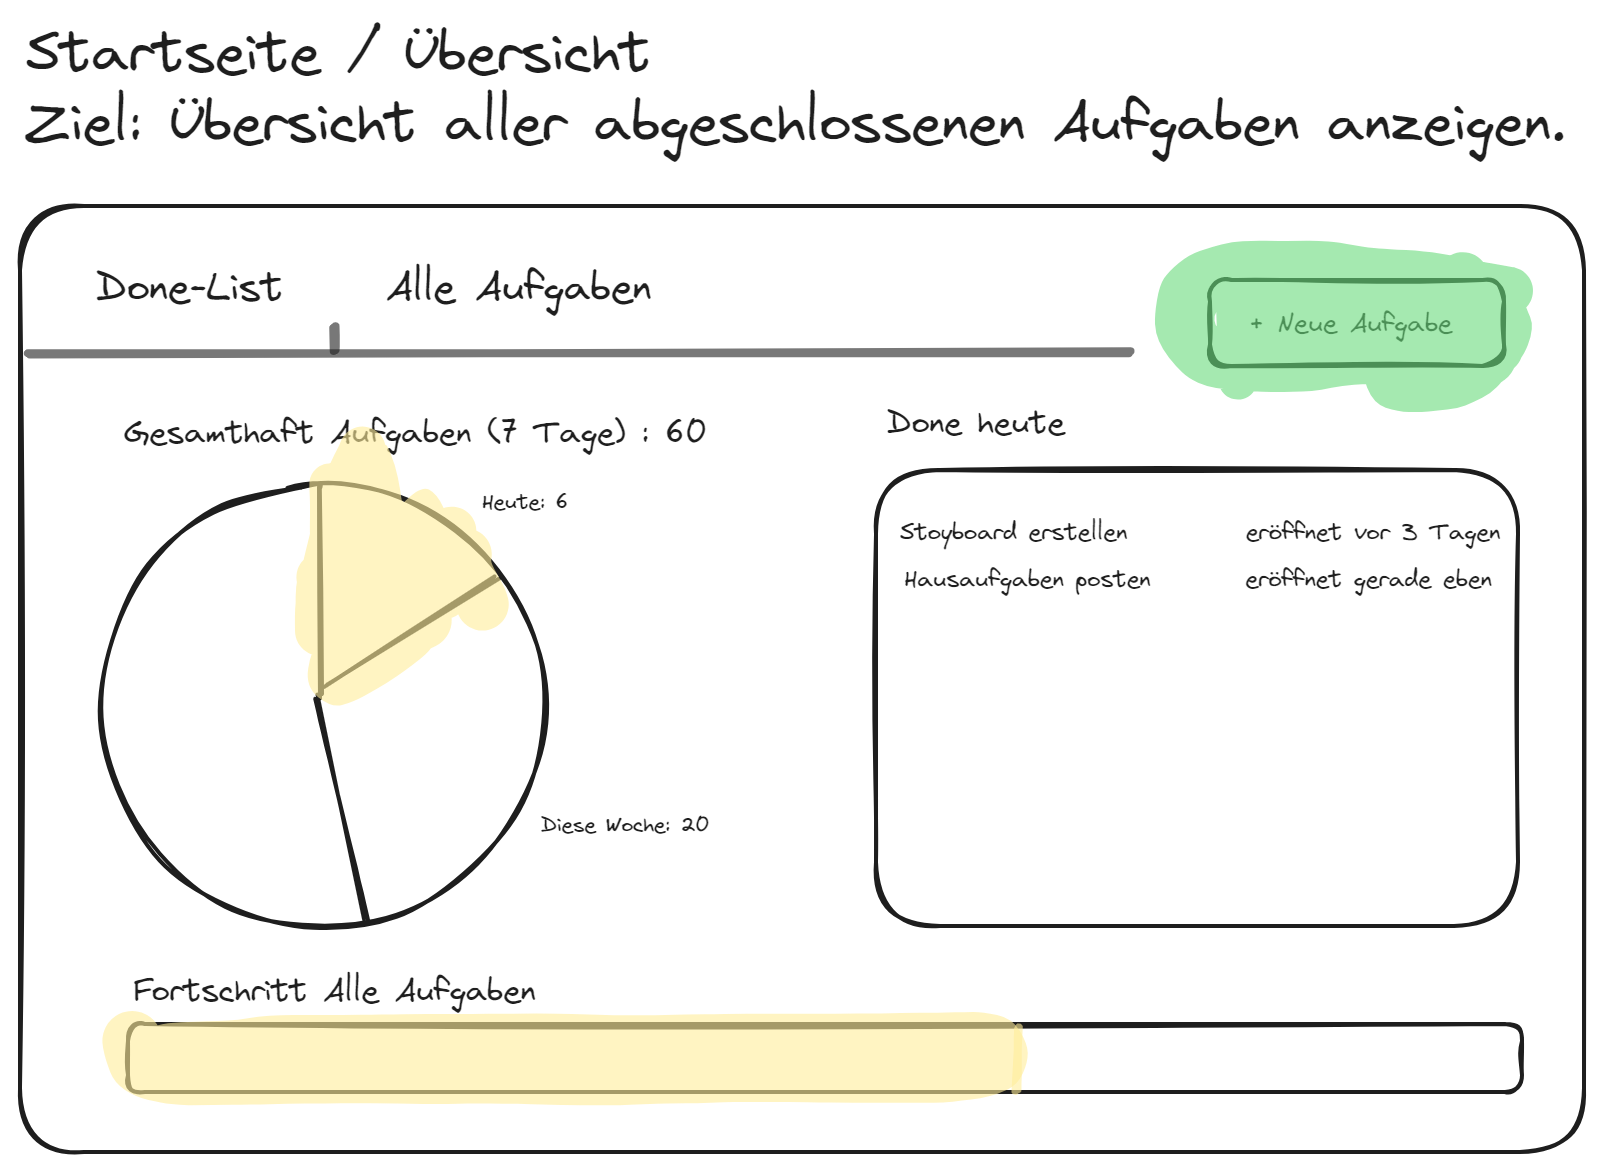 Startseite / Übersicht
Ziel: Übersicht aller abgeschlossenen Aufgaben anzeigen.
Done-List
Alle Aufgaben
+ Neue Aufgabe
Gesamthaft Aufgaben (7 Tage) : 60
Heute: 6
Diese Woche: 20
Done heute
Stoyboard erstellen eröffnet vor 3 Tagen
Hausaufgaben posten eröffnet gerade eben
Fortschritt Alle Aufgaben